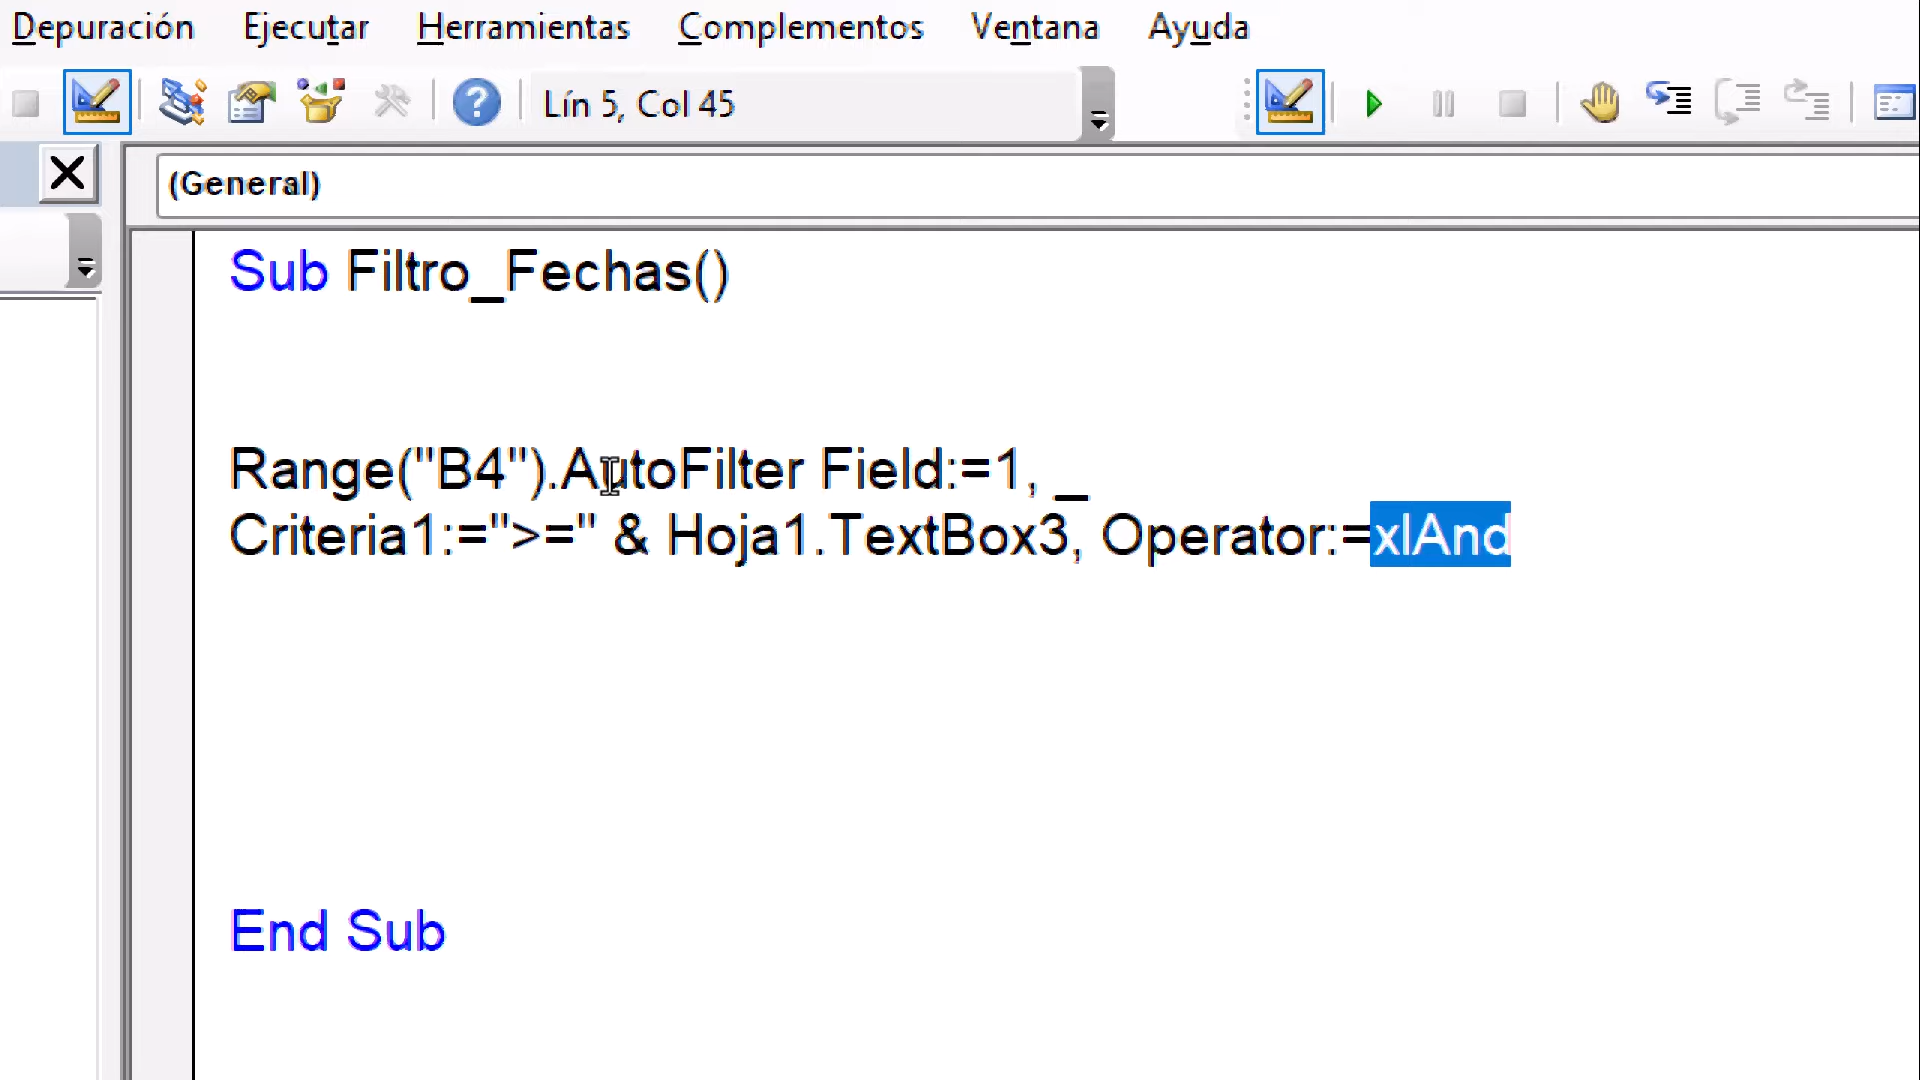 Depuración Ejecutar Herramientas Complementos Ventana Ayuda
Lín 5, Col 45
(General)
Sub Filtro_Fechas()
Range("B4").AutoFilter Field:=1, _
Criteria1:=">=" & Hoja1.TextBox3, Operator:=xlAnd
End Sub